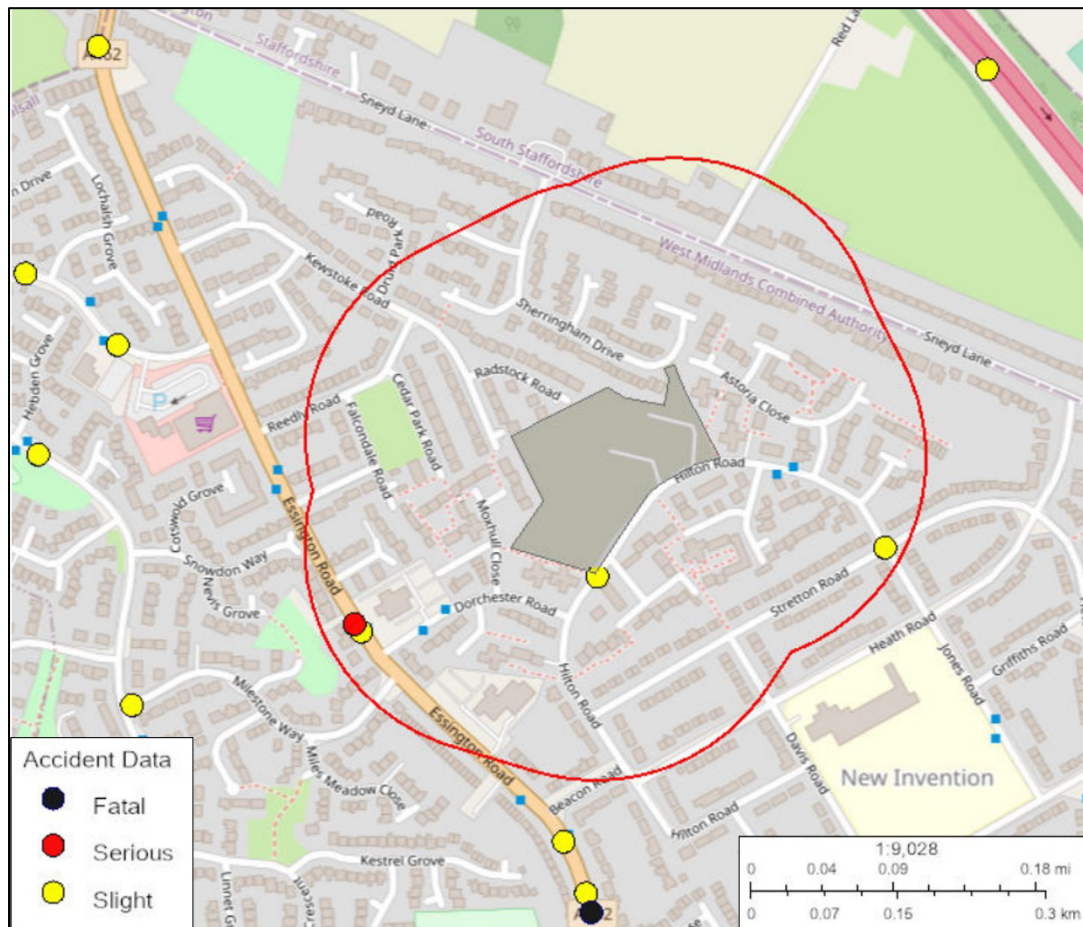 A462
Staffordshire
Sneyd Lane
South Staffordshire
Red Lane
Lochalsh Grove
Druid Park Road
Kewstoke Road
West Midlands Combined Authority
Sneyd Lane
Sherringham Drive
Hebden Grove
P
Radstock Road
Astoria Close
Reedly Road
Cedar Park Road
Falcondale Road
Hilton Road
Cotswold Grove
Essington Road
Moxhull Close
Snowdon Way
Nevis Grove
Dorchester Road
Stretton Road
Heath Road
Griffiths Road
Jones Road
Hilton Road
Milestone Way
Essington Road
Miles Meadow Close
Davis Road
New Invention
Beacon Road
Hilton Road
Kestrel Grove
Accident Data
Fatal
Serious
Slight
1:9,028
0 0.04 0.09 0.18 mi
0 0.07 0.15 0.3 km